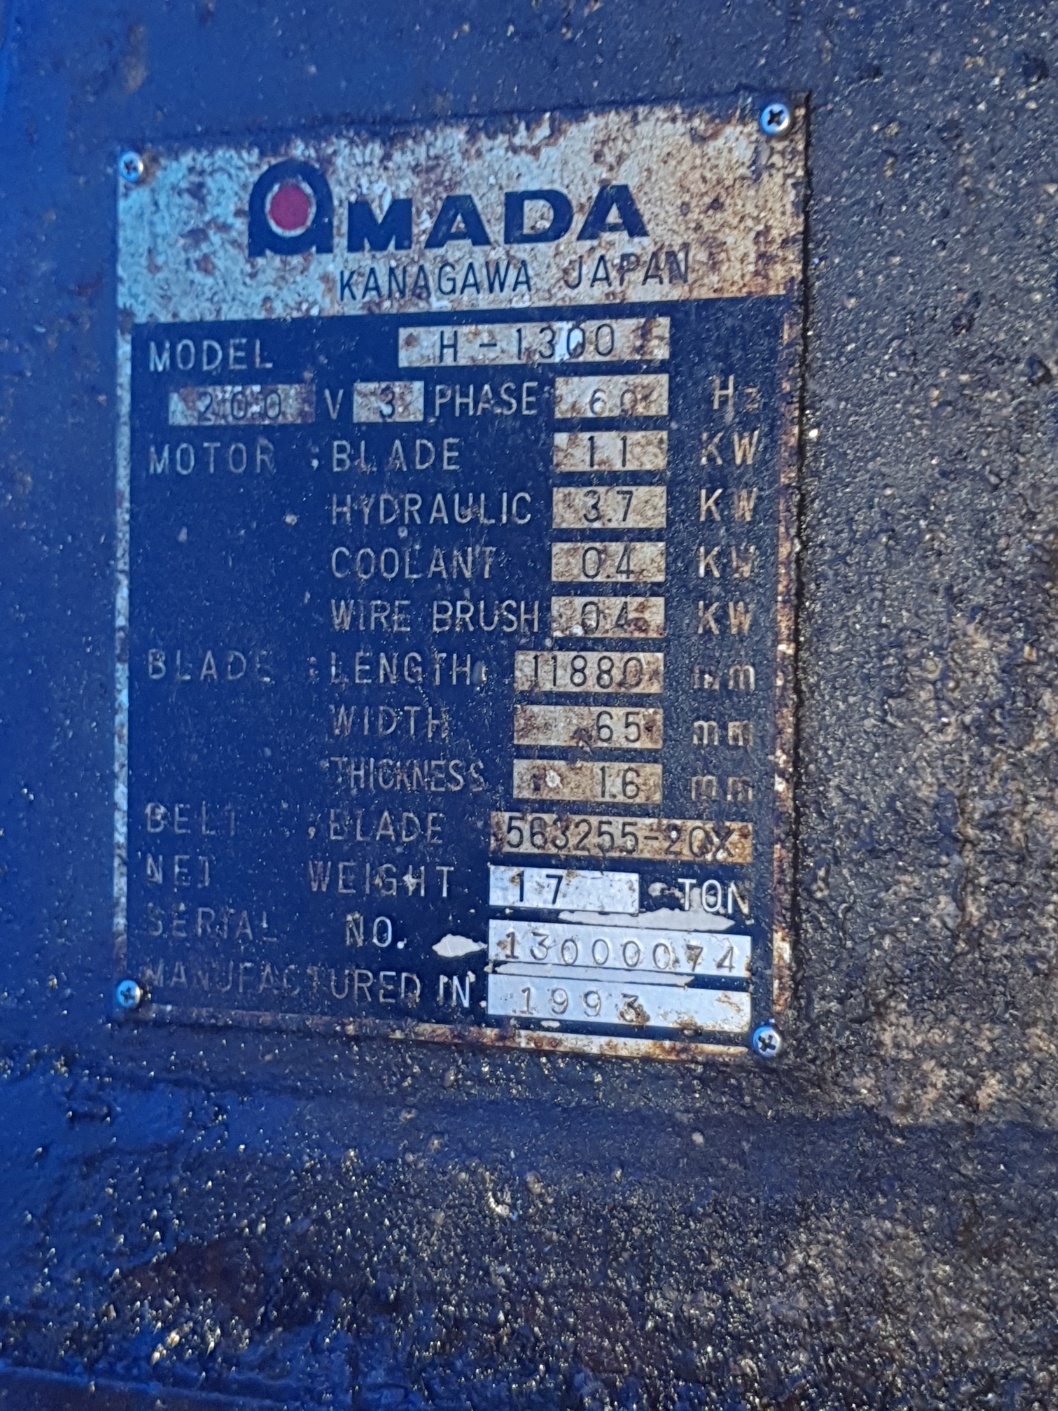 AMADA
KANAGAWA JAPAN
MODEL H-1300
200 V 3 PHASE 60 Hz
MOTOR : BLADE 11 KW
HYDRAULIC 3.7 KW
COOLANT 0.4 KW
WIRE BRUSH 0.4 KW
BLADE : LENGTH 11880 mm
WIDTH 65 mm
THICKNESS 1.6 mm
BELT : BLADE 563255-20X
NET WEIGHT 17 TON
SERIAL NO. 13000074
MANUFACTURED IN 1993